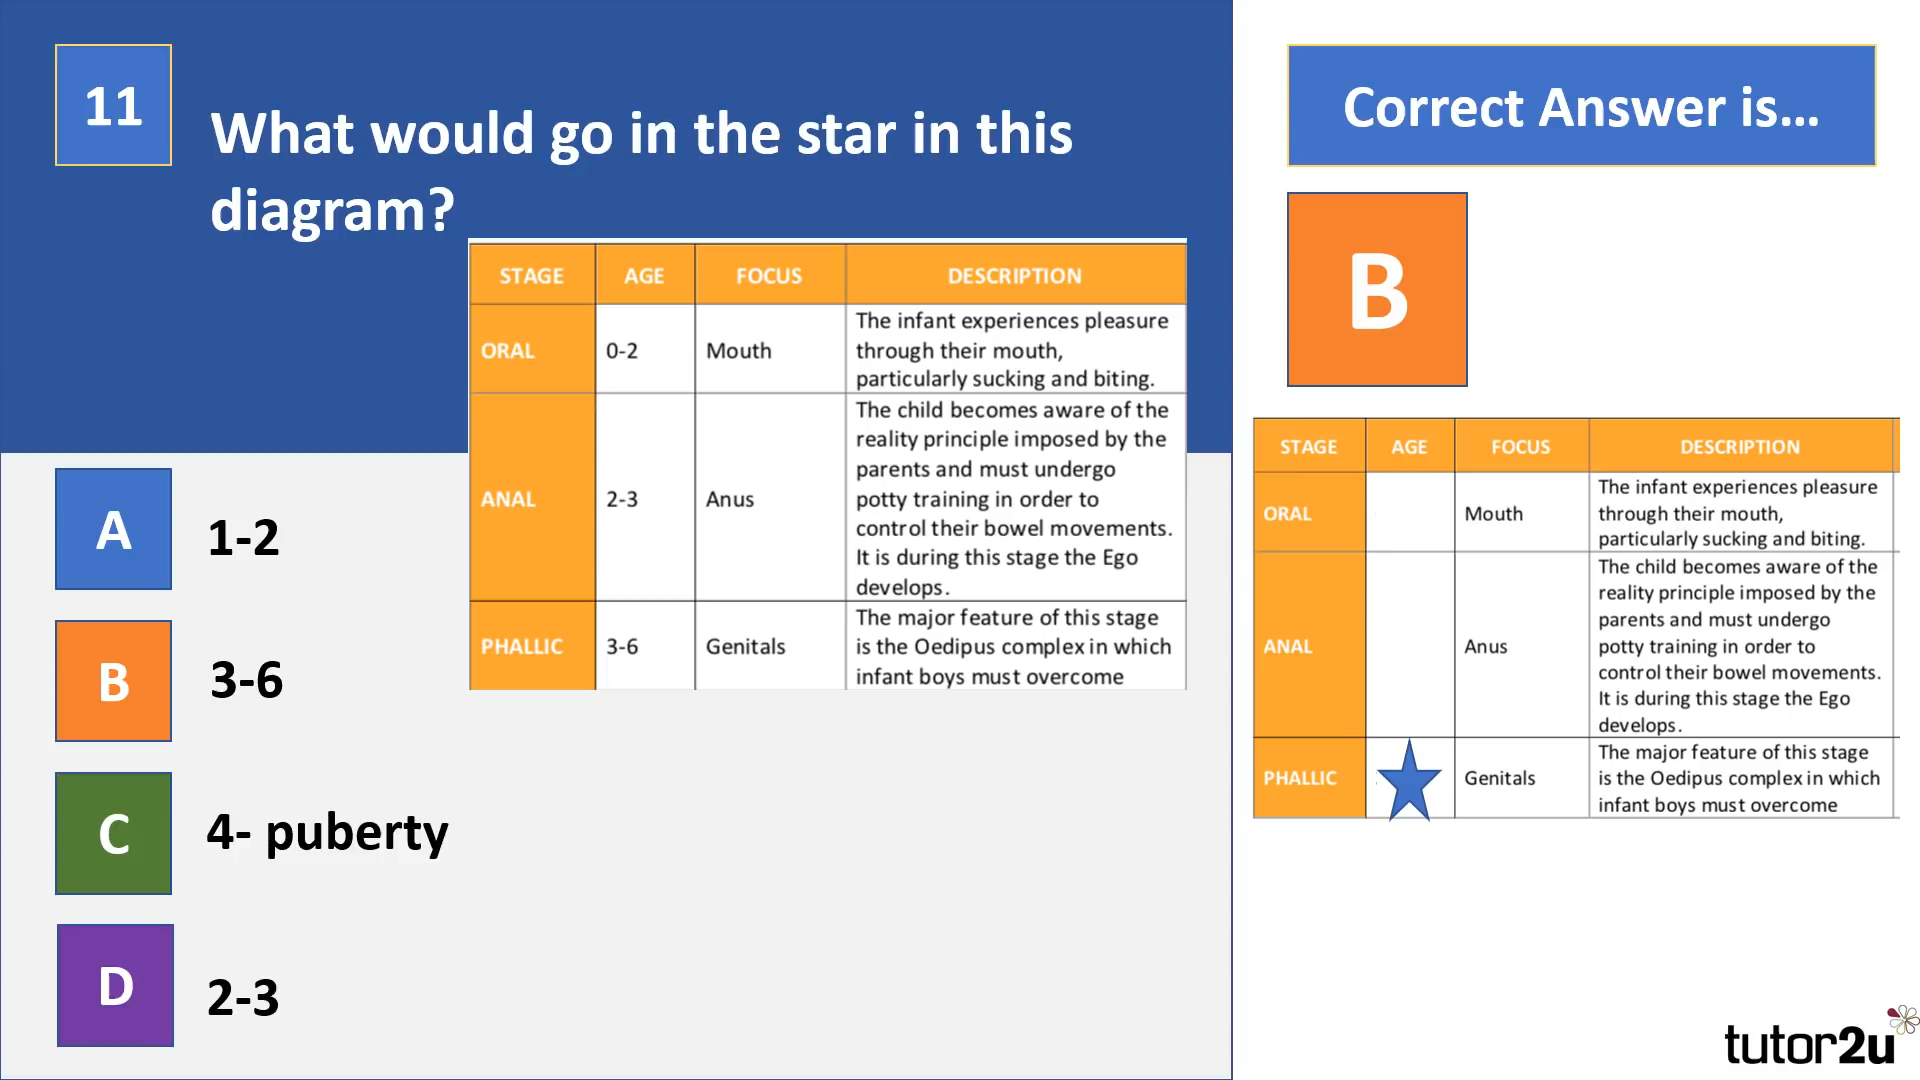 11
What would go in the star in this
diagram?
STAGE AGE FOCUS DESCRIPTION
ORAL 0-2 Mouth The infant experiences pleasure
through their mouth,
particularly sucking and biting.
ANAL 2-3 Anus The child becomes aware of the
reality principle imposed by the
parents and must undergo
potty training in order to
control their bowel movements.
It is during this stage the Ego
develops.
PHALLIC 3-6 Genitals The major feature of this stage
is the Oedipus complex in which
infant boys must overcome
A 1-2
B 3-6
C 4- puberty
D 2-3
Correct Answer is...
B
STAGE AGE FOCUS DESCRIPTION
ORAL Mouth The infant experiences pleasure
through their mouth,
particularly sucking and biting.
ANAL Anus The child becomes aware of the
reality principle imposed by the
parents and must undergo
potty training in order to
control their bowel movements.
It is during this stage the Ego
develops.
PHALLIC Genitals The major feature of this stage
is the Oedipus complex in which
infant boys must overcome
tutor2u